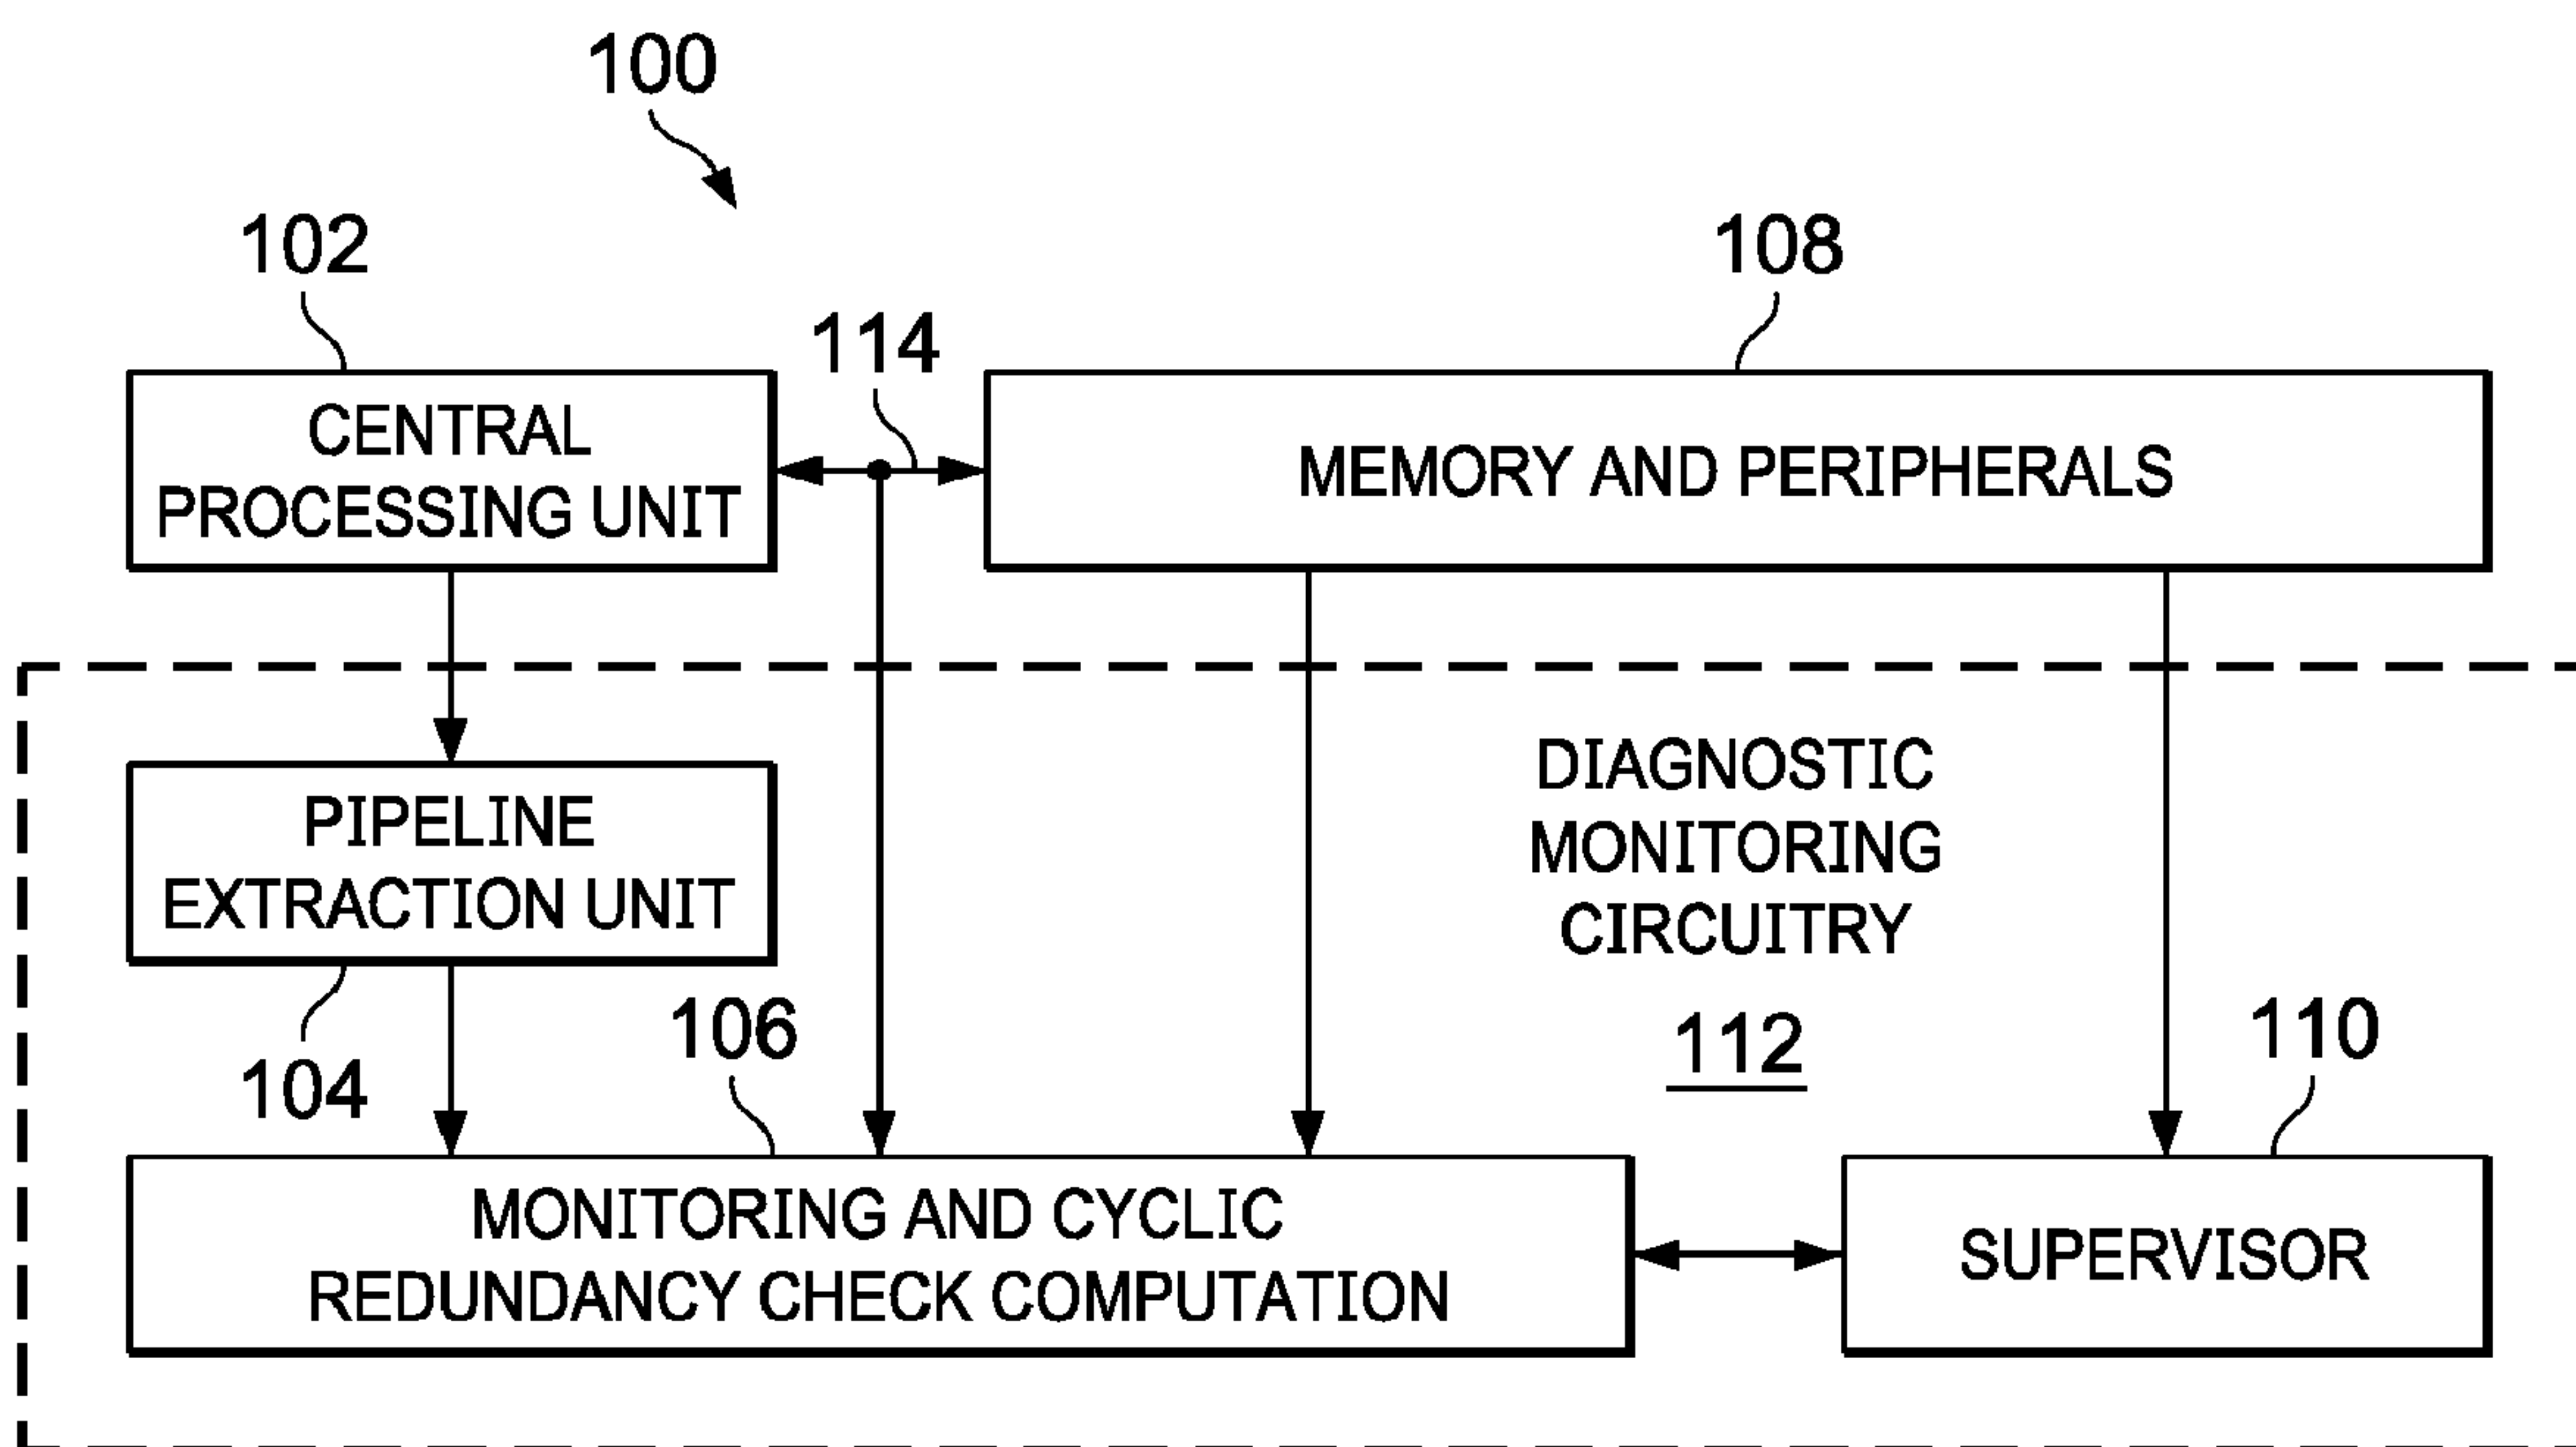 100
102
108
114
CENTRAL
PROCESSING UNIT
MEMORY AND PERIPHERALS
PIPELINE
EXTRACTION UNIT
DIAGNOSTIC
MONITORING
CIRCUITRY
104
106
112
110
MONITORING AND CYCLIC
REDUNDANCY CHECK COMPUTATION
SUPERVISOR